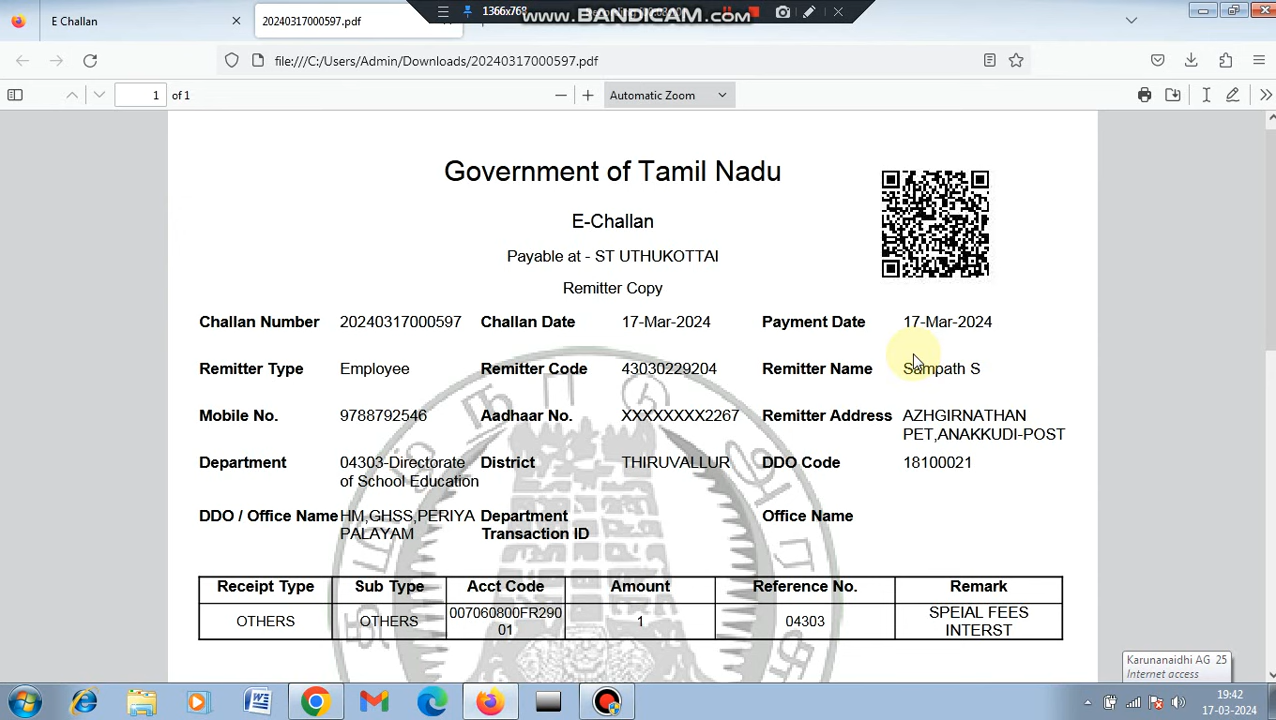 1366x768
www.BANDICAM.com
E Challan
20240317000597.pdf
file:///C:/Users/Admin/Downloads/20240317000597.pdf
1 of 1
Automatic Zoom
Government of Tamil Nadu
E-Challan
Payable at - ST UTHUKOTTAI
Remitter Copy
Challan Number 20240317000597 Challan Date 17-Mar-2024 Payment Date 17-Mar-2024
Remitter Type Employee Remitter Code 43030229204 Remitter Name Sampath S
Mobile No. 9788792546 Aadhaar No. XXXXXXXX2267 Remitter Address AZHGIRNATHAN
PET,ANAKKUDI-POST
Department 04303-Directorate District THIRUVALLUR DDO Code 18100021
of School Education
DDO / Office Name HM,GHSS,PERIYA Department Office Name
PALAYAM Transaction ID
Receipt Type Sub Type Acct Code Amount Reference No. Remark
OTHERS OTHERS 007060800FR290 1 04303 SPEIAL FEES
01 INTERST
Karunanaidhi AG 25
Internet access
19:42
17-03-2024